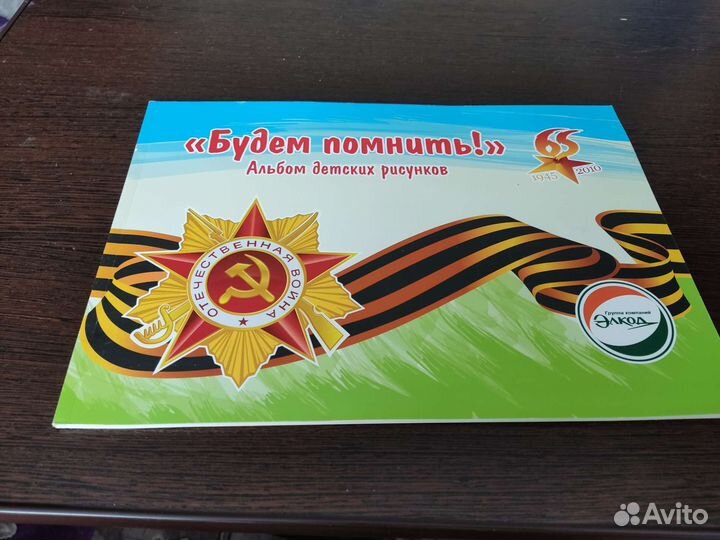 «Будем помнить!»
Альбом детских рисунков
65
1945 2010
ОТЕЧЕСТВЕННАЯ ВОЙНА
Группа компаний
Элкод
Avito